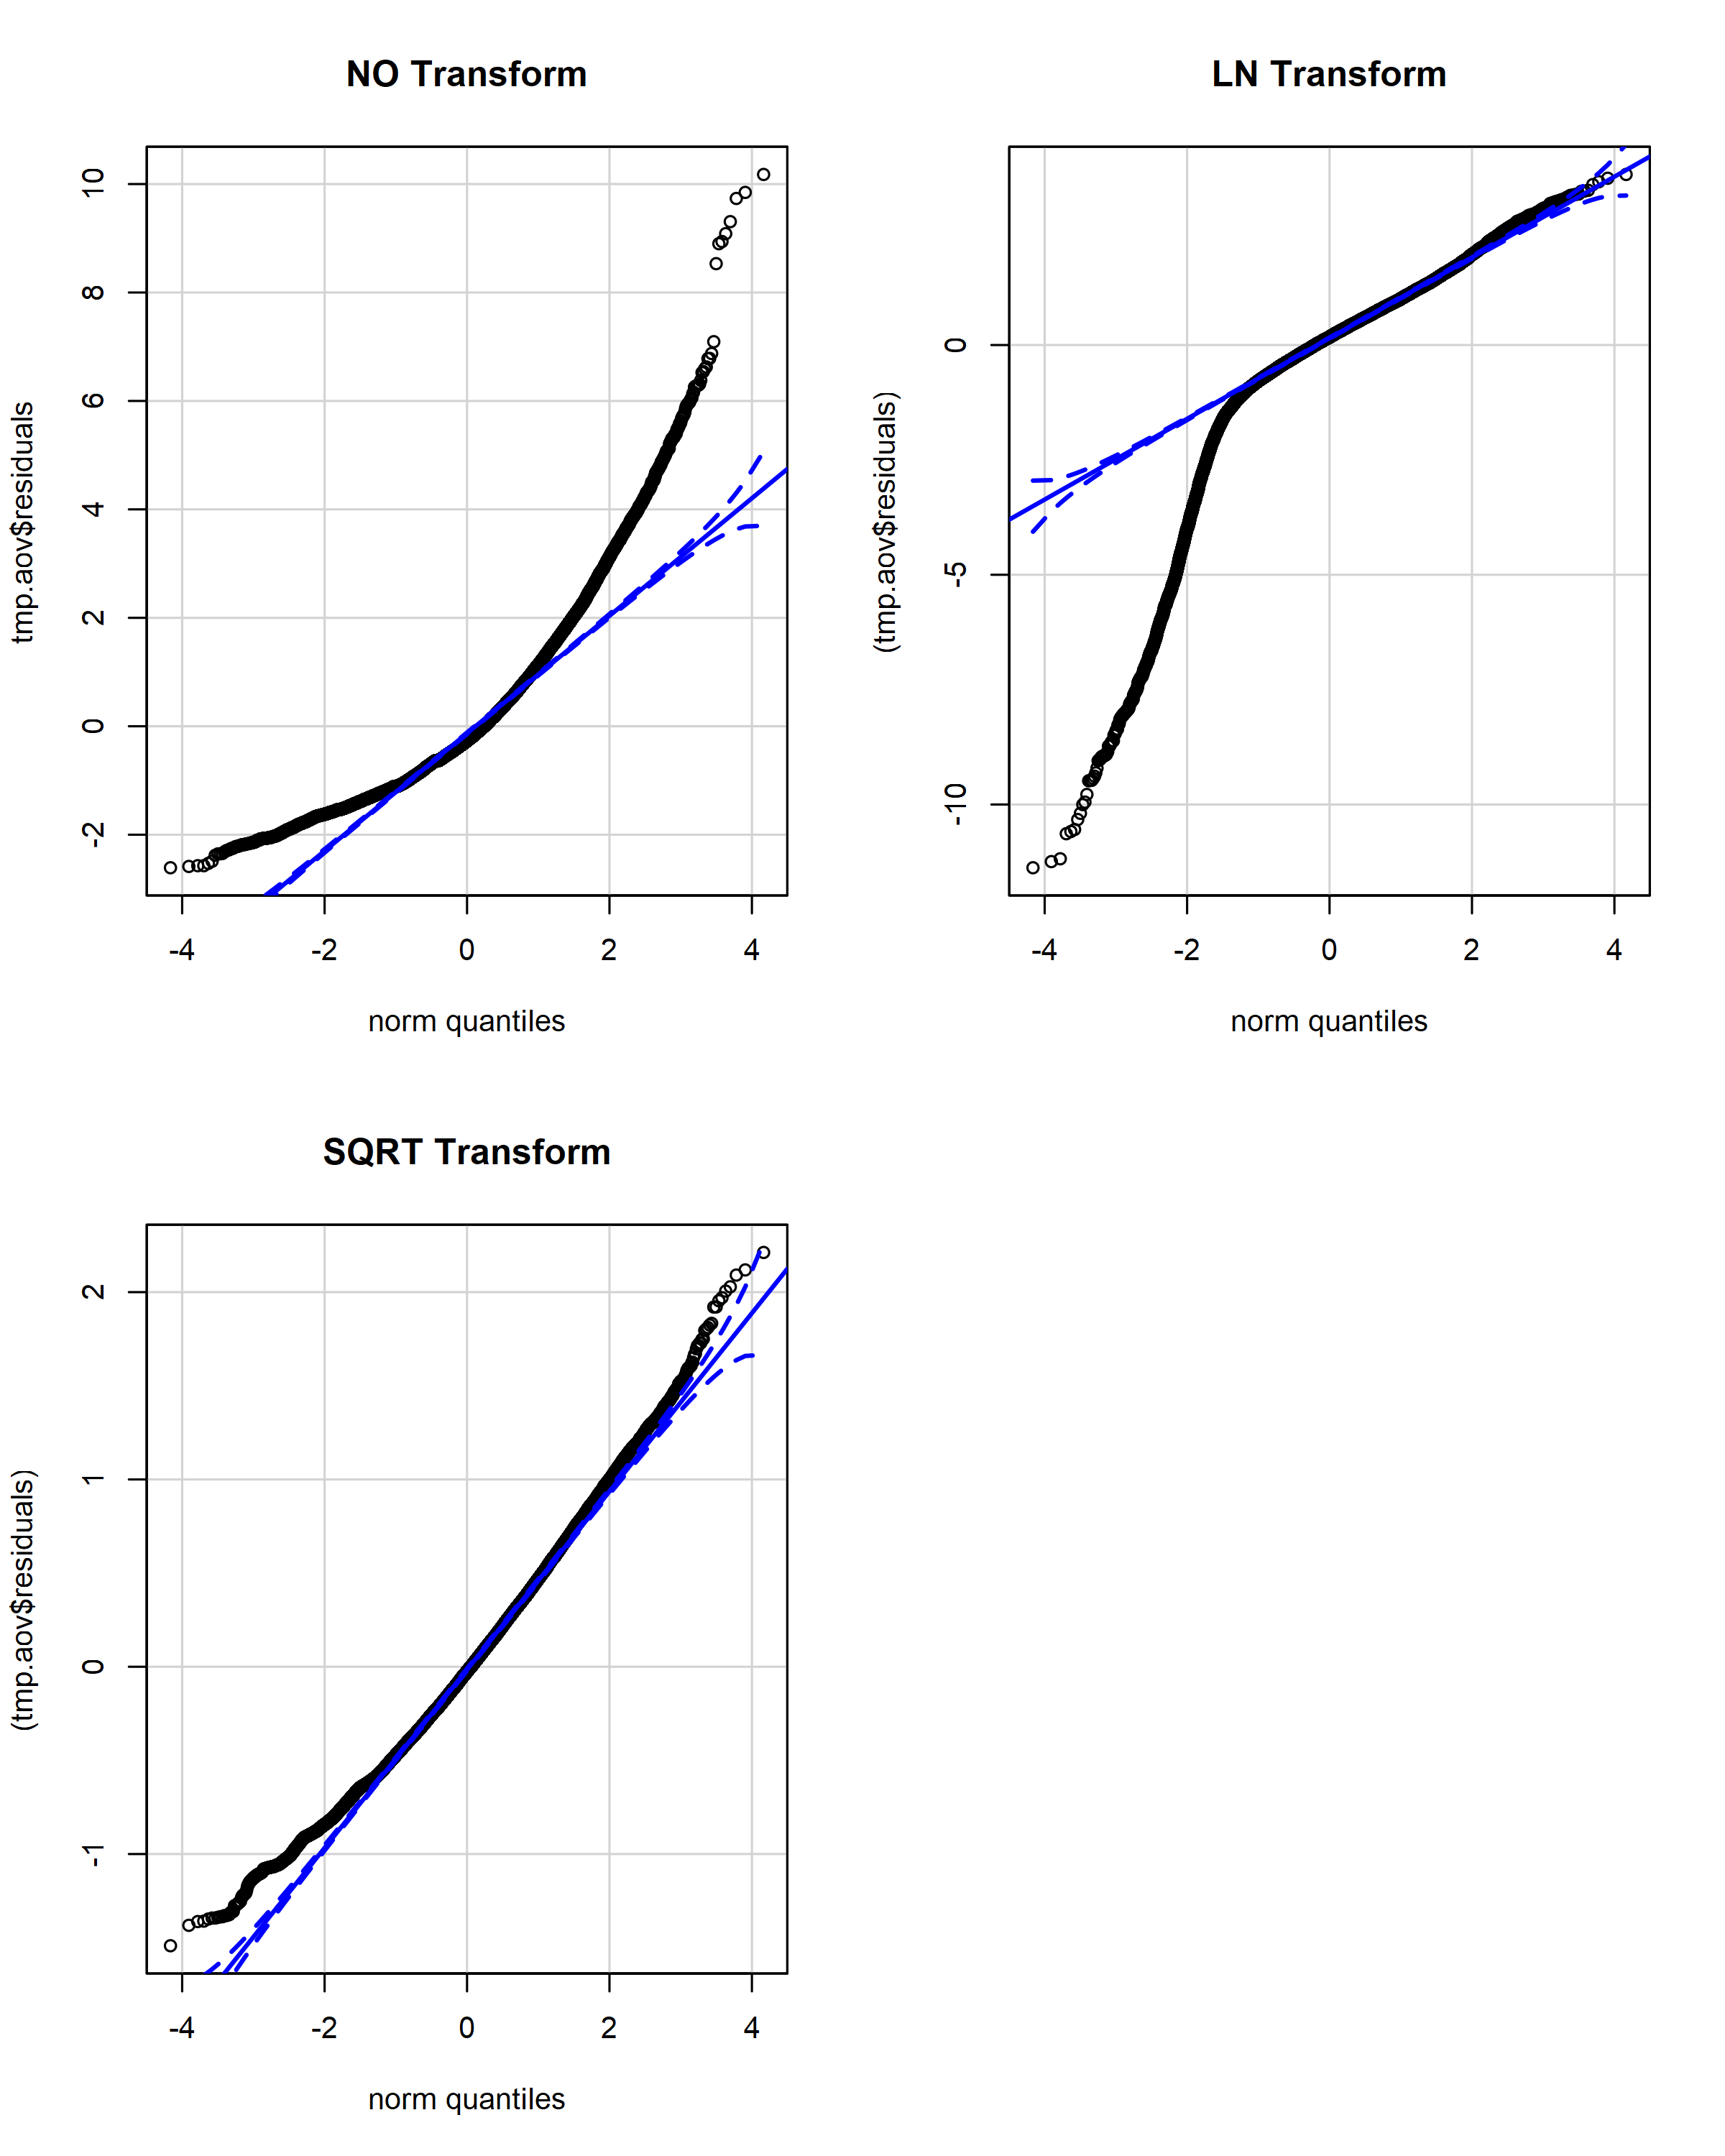 NO Transform
tmp.aov$residuals
10
8
6
4
2
0
-2
-4 -2 0 2 4
norm quantiles
LN Transform
(tmp.aov$residuals)
0
-5
-10
-4 -2 0 2 4
norm quantiles
SQRT Transform
(tmp.aov$residuals)
2
1
0
-1
-4 -2 0 2 4
norm quantiles